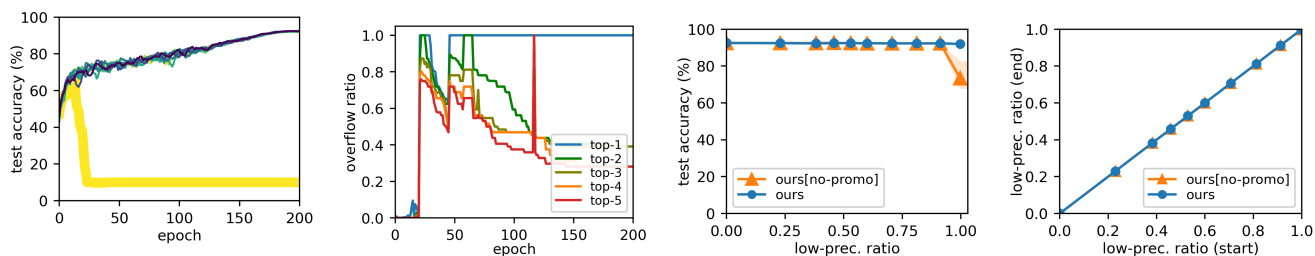 100
80
60
40
20
0
test accuracy (%)
0 50 100 150 200
epoch
1.0
0.8
0.6
0.4
0.2
0.0
overflow ratio
top-1
top-2
top-3
top-4
top-5
0 50 100 150 200
epoch
100
80
60
40
20
0
test accuracy (%)
ours[no-promo]
ours
0.00 0.25 0.50 0.75 1.00
low-prec. ratio
1.0
0.8
0.6
0.4
0.2
0.0
low-prec. ratio (end)
ours[no-promo]
ours
0.0 0.2 0.4 0.6 0.8 1.0
low-prec. ratio (start)